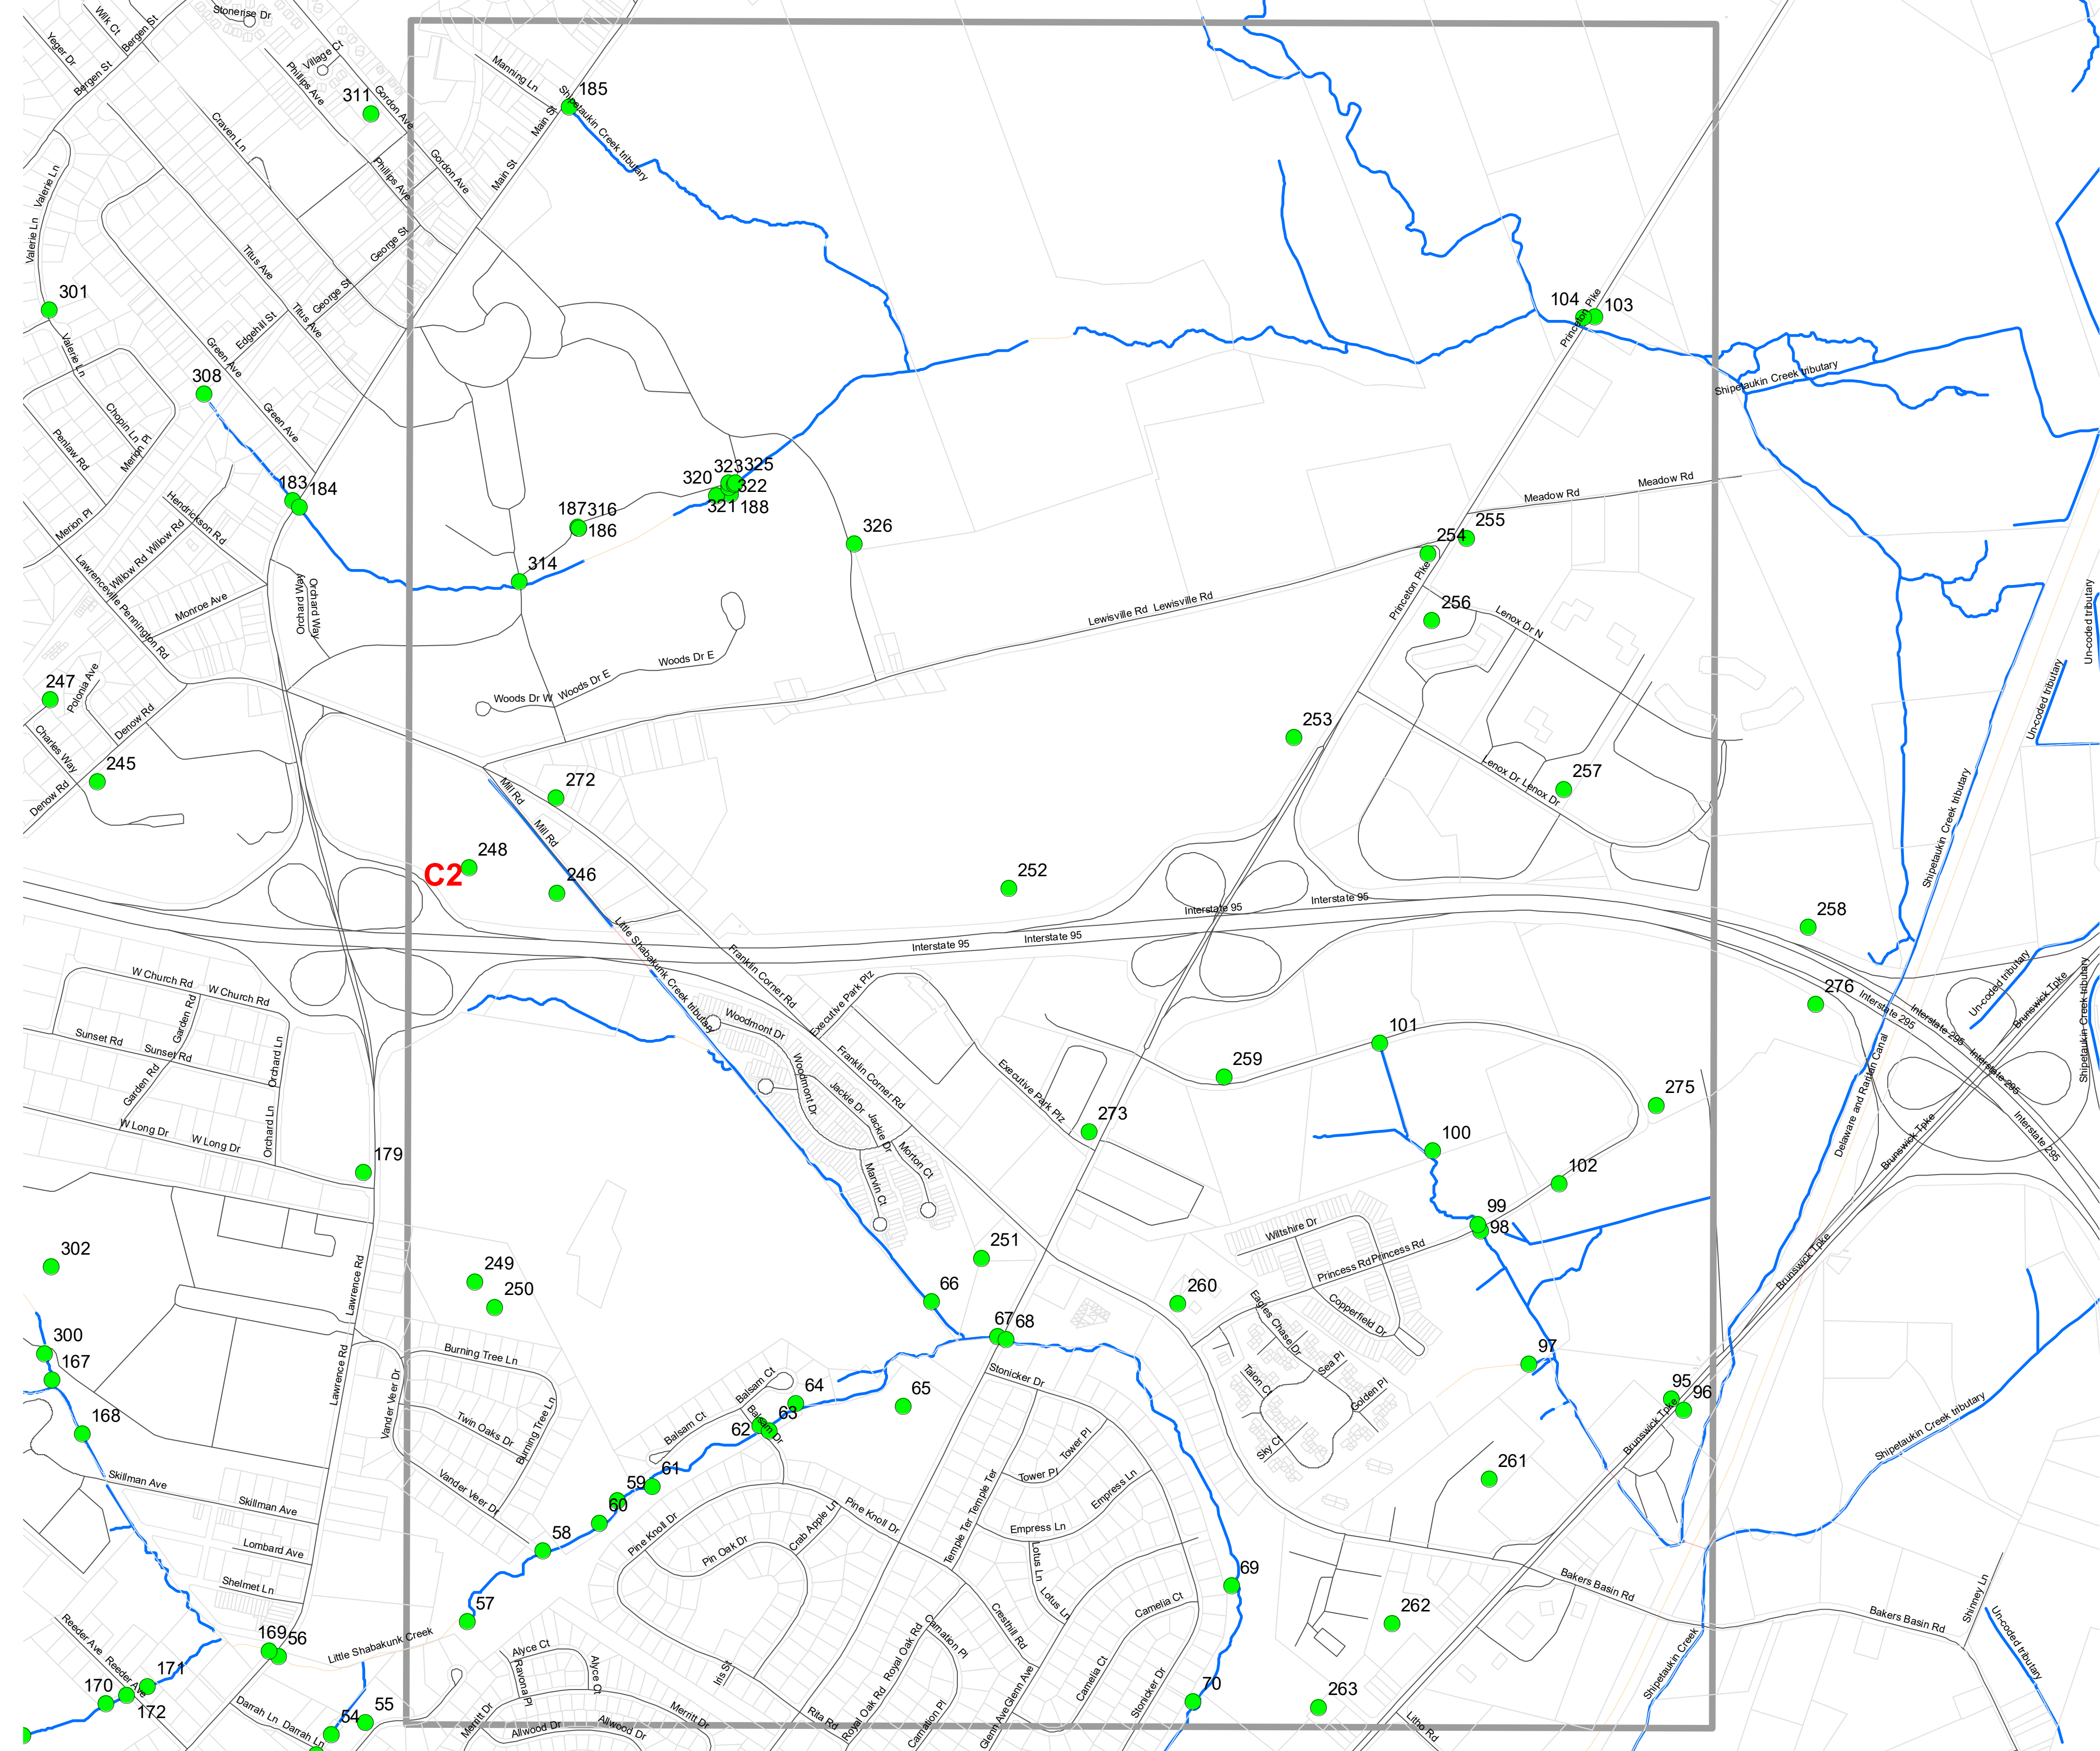 Stonerise Dr
Wilk Ct
Bergen St
Yeger Dr
Village Ct
Manning Ln
Bergen St
Phillips Ave
Gordon Ave
311
185
Shipetaukin Creek tributary
Main St
Craven Ln
Phillips Ave
Gordon Ave
Main St
Valerie Ln
Valerie Ln
George St
Titus Ave
George St
301
104
103
Princeton Pike
Titus Ave
Edgehill St
Valerie Ln
Green Ave
308
Shipetaukin Creek tributary
Chopin Ln
Green Ave
Merion Pl
Penlaw Rd
183
184
Hendrickson Rd
320
323
325
322
321
188
Meadow Rd
Meadow Rd
187
316
186
Merion Pl
Willow Rd
Willow Rd
326
254
255
314
Lawrenceville Pennington Rd
Monroe Ave
Orchard Way
Orchard Way
Princeton Pike
Lewisville Rd
Lewisville Rd
256
Lenox Dr N
Un-coded tributary
247
Polonia Ave
Denow Rd
Woods Dr W
Woods Dr E
Woods Dr E
Un-coded tributary
Charles Way
253
245
Denow Rd
272
Mill Rd
Mill Rd
257
Lenox Dr
Lenox Dr
Shipetaukin Creek tributary
248
C2
246
252
Interstate 95
Interstate 95
Interstate 95
Interstate 95
258
Little Shabakunk Creek tributary
Franklin Corner Rd
W Church Rd
W Church Rd
Garden Rd
Executive Park Plz
Un-coded tributary
Brunswick Tpke
Shipetaukin Creek tributary
276
Interstate 295
Interstate 295
Interstate 295
Interstate 295
Sunset Rd
Sunset Rd
Orchard Ln
Woodmont Dr
Woodmont Dr
Franklin Corner Rd
101
Garden Rd
Jackie Dr
Executive Park Plz
259
Delaware and Raritan Canal
275
W Long Dr
W Long Dr
Orchard Ln
Jackie Dr
Morton Ct
Marvin Ct
273
100
Brunswick Tpke
179
102
99
98
Wiltshire Dr
Princess Rd
Princess Rd
Brunswick Tpke
302
Lawrence Rd
249
250
251
66
260
Eagles Chase Dr
Copperfield Dr
300
167
67
68
Burning Tree Ln
Lawrence Rd
Vander Veer Dr
Stonicker Dr
Sea Pl
Talon Ct
Golden Pl
97
95
96
Balsam Ct
64
65
168
Twin Oaks Dr
Burning Tree Ln
Balsam Ct
Balsam Dr
62
63
Sky Ct
Tower Pl
Tower Pl
Brunswick Tpke
Shipetaukin Creek tributary
Skillman Ave
Skillman Ave
Vander Veer Dr
59
61
60
Temple Ter
Temple Ter
Empress Ln
261
58
Pine Knoll Dr
Pine Knoll Dr
Crab Apple Ln
Pin Oak Dr
Empress Ln
Lombard Ave
Lotus Ln
69
Shelmet Ln
57
Lotus Ln
Camelia Ct
Bakers Basin Rd
Bakers Basin Rd
Shinney Ln
Un-coded tributary
262
Reeder Ave
Reeder Ave
169
56
Little Shabakunk Creek
Cresthill Rd
Carnation Pl
Royal Oak Rd
Alyce Ct
Alyce Ct
Ravona Pl
Iris St
Camelia Ct
Stonicker Dr
Shipetaukin Creek
171
170
172
70
263
Darrah Ln
Darrah Ln
54
55
Merritt Dr
Merritt Dr
Allwood Dr
Allwood Dr
Rita Rd
Royal Oak Rd
Carnation Pl
Glenn Ave
Glenn Ave
Litho Rd